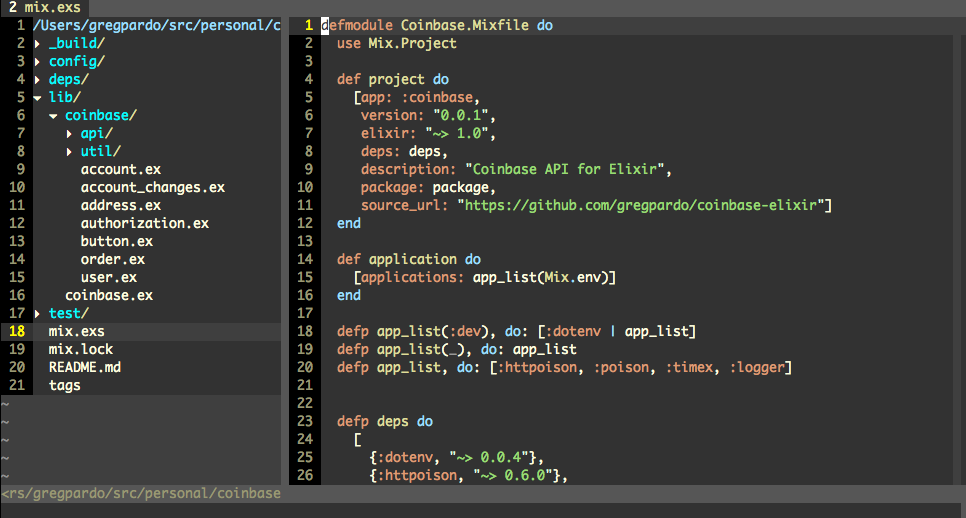 2 mix.exs
1 /Users/gregpardo/src/personal/c
2 ▸ _build/
3 ▸ config/
4 ▸ deps/
5 ▾ lib/
6 ▾ coinbase/
7 ▸ api/
8 ▸ util/
9 account.ex
10 account_changes.ex
11 address.ex
12 authorization.ex
13 button.ex
14 order.ex
15 user.ex
16 coinbase.ex
17 ▸ test/
18 mix.exs
19 mix.lock
20 README.md
21 tags
~
~
~
~
~
<rs/gregpardo/src/personal/coinbase
1 defmodule Coinbase.Mixfile do
2 use Mix.Project
3
4 def project do
5 [app: :coinbase,
6 version: "0.0.1",
7 elixir: "~> 1.0",
8 deps: deps,
9 description: "Coinbase API for Elixir",
10 package: package,
11 source_url: "https://github.com/gregpardo/coinbase-elixir"]
12 end
13
14 def application do
15 [applications: app_list(Mix.env)]
16 end
17
18 defp app_list(:dev), do: [:dotenv | app_list]
19 defp app_list(_), do: app_list
20 defp app_list, do: [:httpoison, :poison, :timex, :logger]
21
22
23 defp deps do
24 [
25 {:dotenv, "~> 0.0.4"},
26 {:httpoison, "~> 0.6.0"},